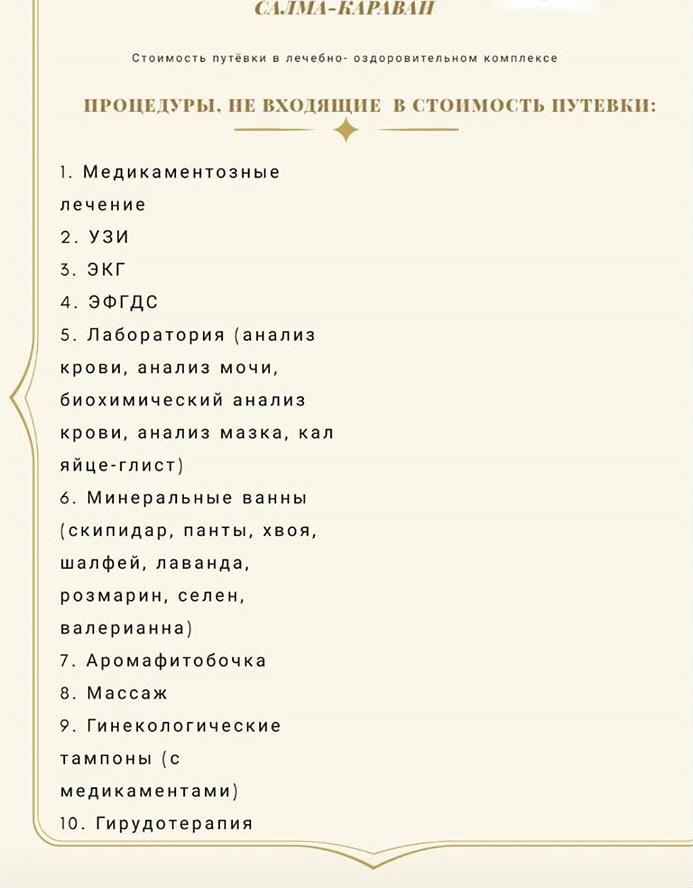 САЛМА-КАРАВАН
Стоимость путёвки в лечебно- оздоровительном комплексе
ПРОЦЕДУРЫ, НЕ ВХОДЯЩИЕ В СТОИМОСТЬ ПУТЕВКИ:
1. Медикаментозные
лечение
2. УЗИ
3. ЭКГ
4. ЭФГДС
5. Лаборатория (анализ
крови, анализ мочи,
биохимический анализ
крови, анализ мазка, кал
яйце-глист)
6. Минеральные ванны
(скипидар, панты, хвоя,
шалфей, лаванда,
розмарин, селен,
валерианна)
7. Аромафитобочка
8. Массаж
9. Гинекологические
тампоны (с
медикаментами)
10. Гирудотерапия